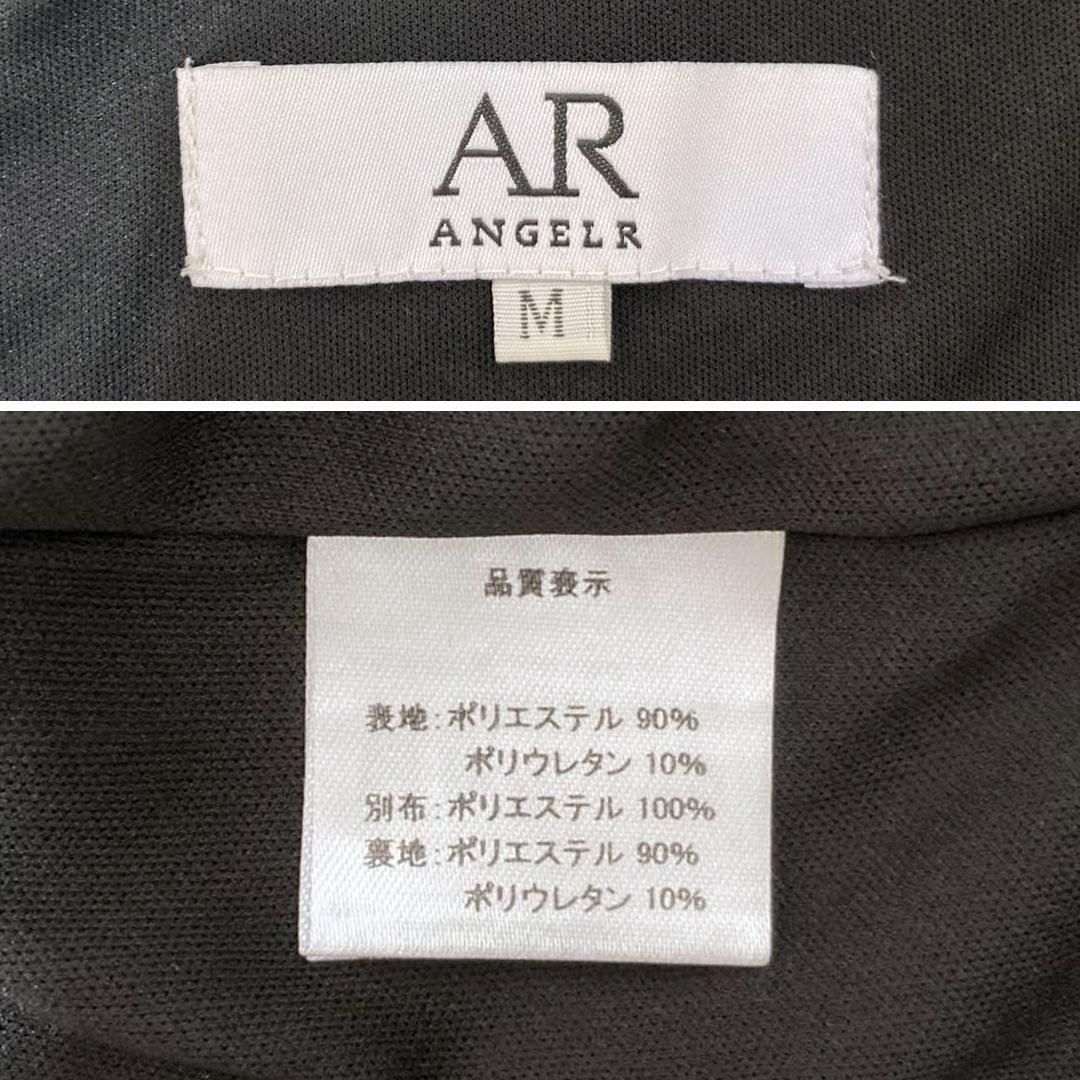 AR
ANGELR
M
品質表示
表地:ポリエステル 90%
ポリウレタン 10%
別布:ポリエステル 100%
裏地:ポリエステル 90%
ポリウレタン 10%